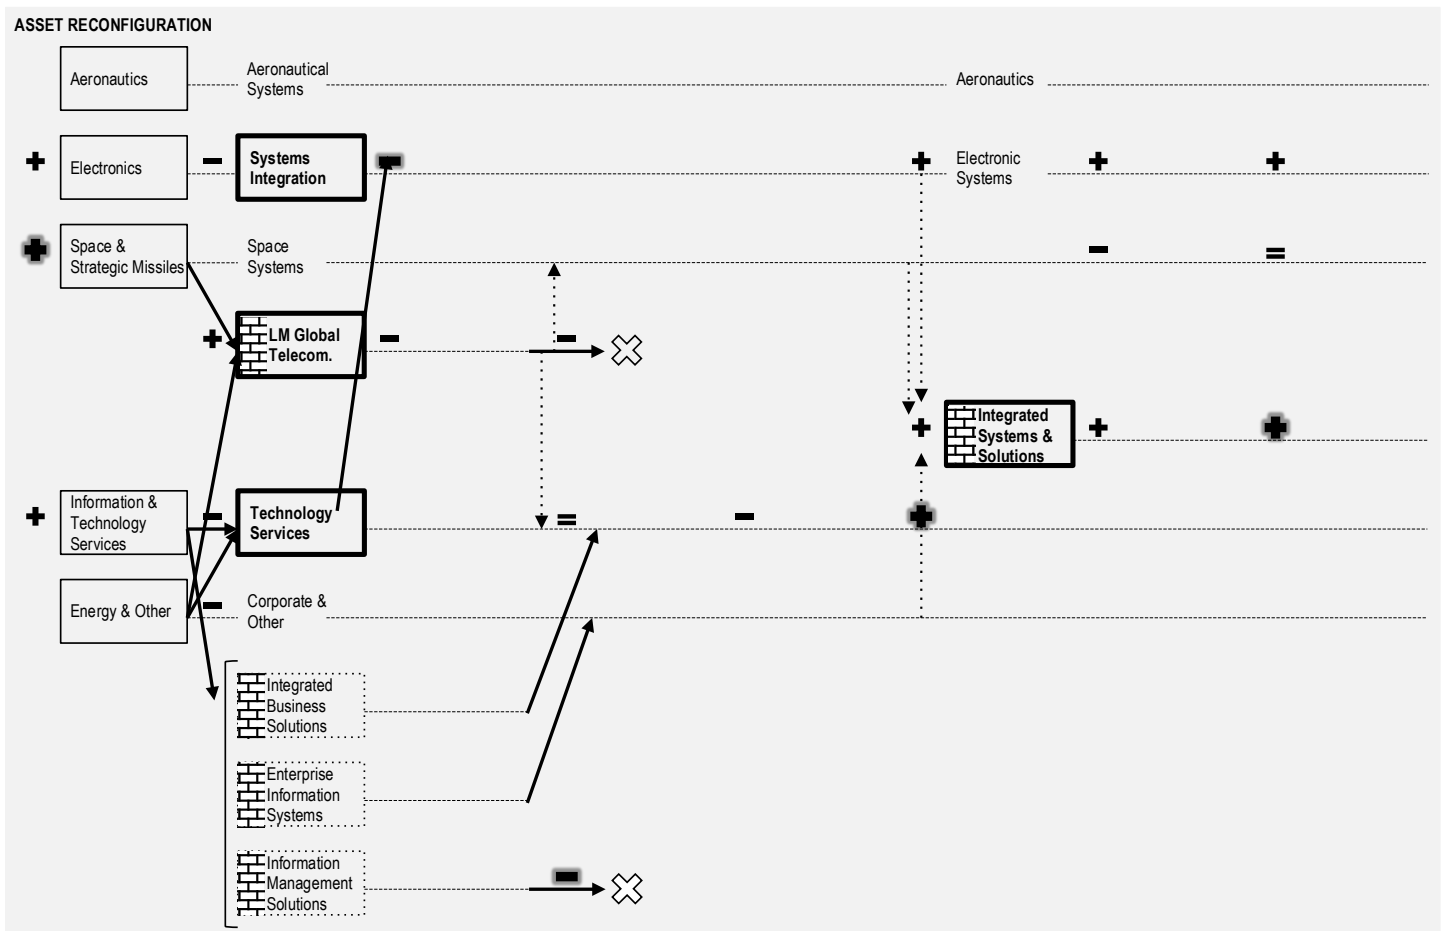 ASSET RECONFIGURATION
Aeronautics
Aeronautical
Systems
Aeronautics
Electronics
Systems
Integration
Electronic
Systems
Space &
Strategic Missiles
Space
Systems
LM Global
Telecom.
Integrated
Systems &
Solutions
Information &
Technology
Services
Technology
Services
Energy & Other
Corporate &
Other
Integrated
Business
Solutions
Enterprise
Information
Systems
Information
Management
Solutions